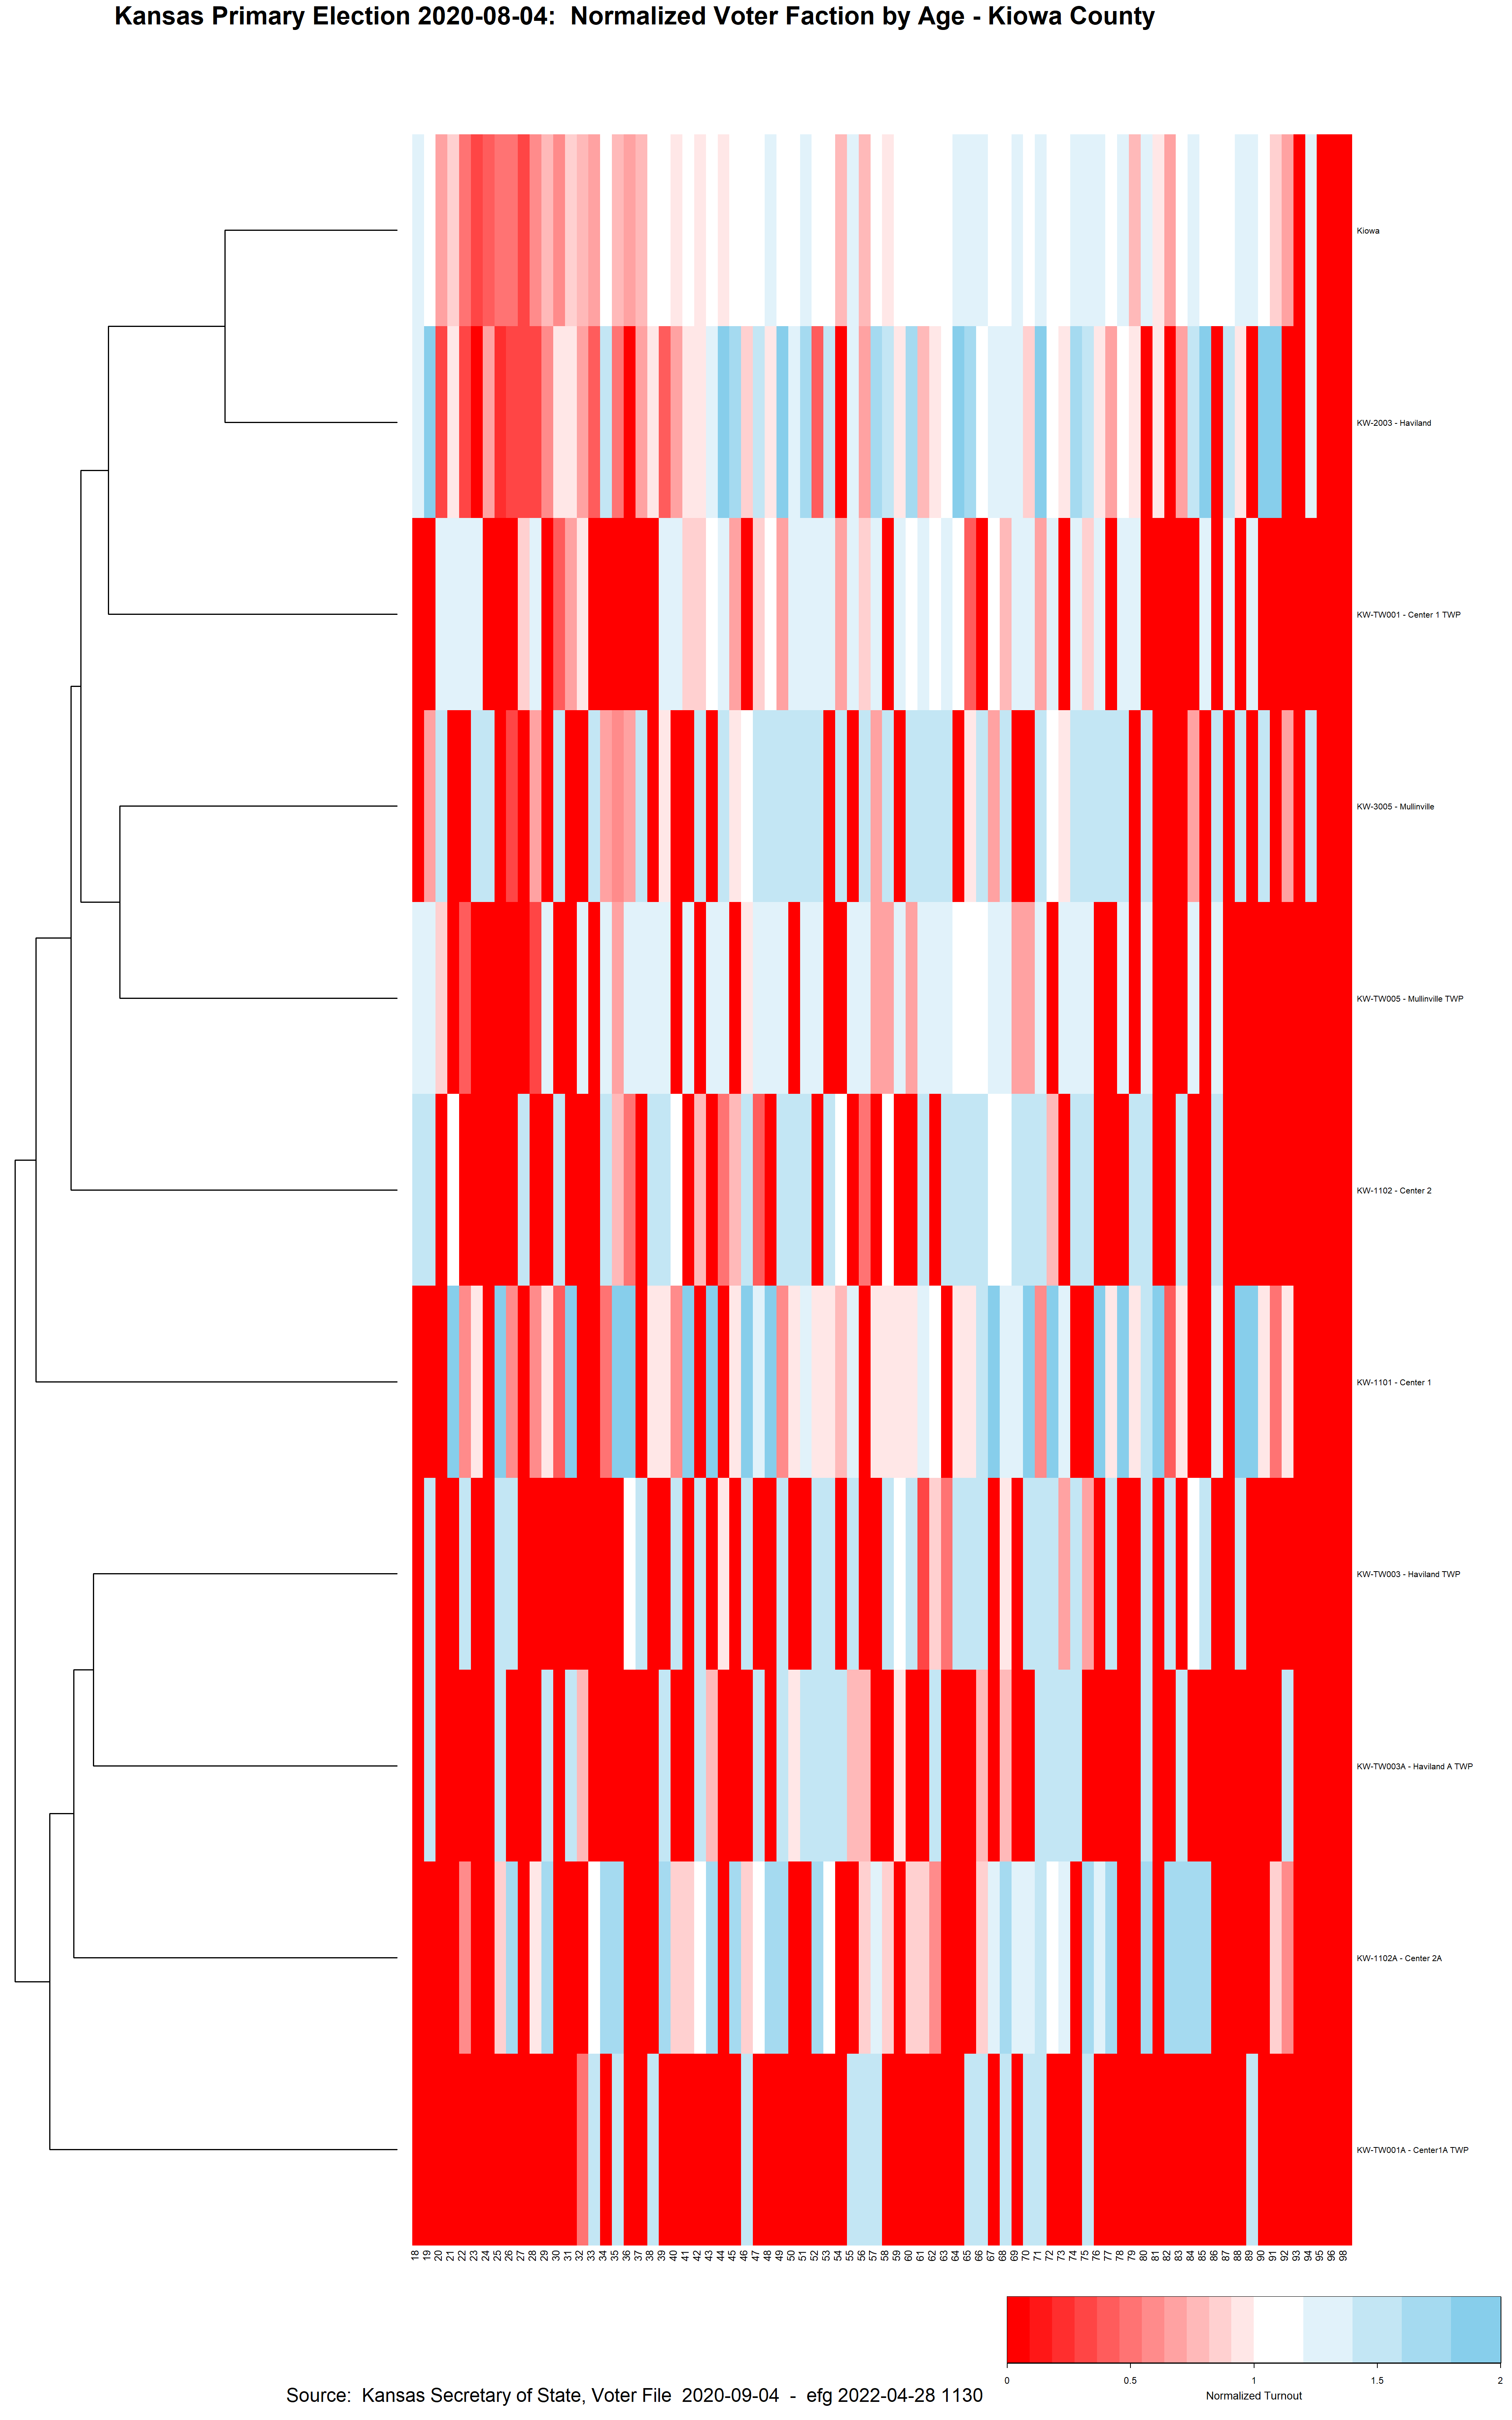 Kansas Primary Election 2020-08-04:  Normalized Voter Faction by Age - Kiowa County
Kiowa
KW-2003 - Haviland
KW-TW001 - Center 1 TWP
KW-3005 - Mullinville
KW-TW005 - Mullinville TWP
KW-1102 - Center 2
KW-1101 - Center 1
KW-TW003 - Haviland TWP
KW-TW003A - Haviland A TWP
KW-1102A - Center 2A
KW-TW001A - Center1A TWP
18 19 20 21 22 23 24 25 26 27 28 29 30 31 32 33 34 35 36 37 38 39 40 41 42 43 44 45 46 47 48 49 50 51 52 53 54 55 56 57 58 59 60 61 62 63 64 65 66 67 68 69 70 71 72 73 74 75 76 77 78 79 80 81 82 83 84 85 86 87 88 89 90 91 92 93 94 95 96 98
0 0.5 1 1.5 2
Normalized Turnout
Source:  Kansas Secretary of State, Voter File  2020-09-04  -  efg 2022-04-28 1130